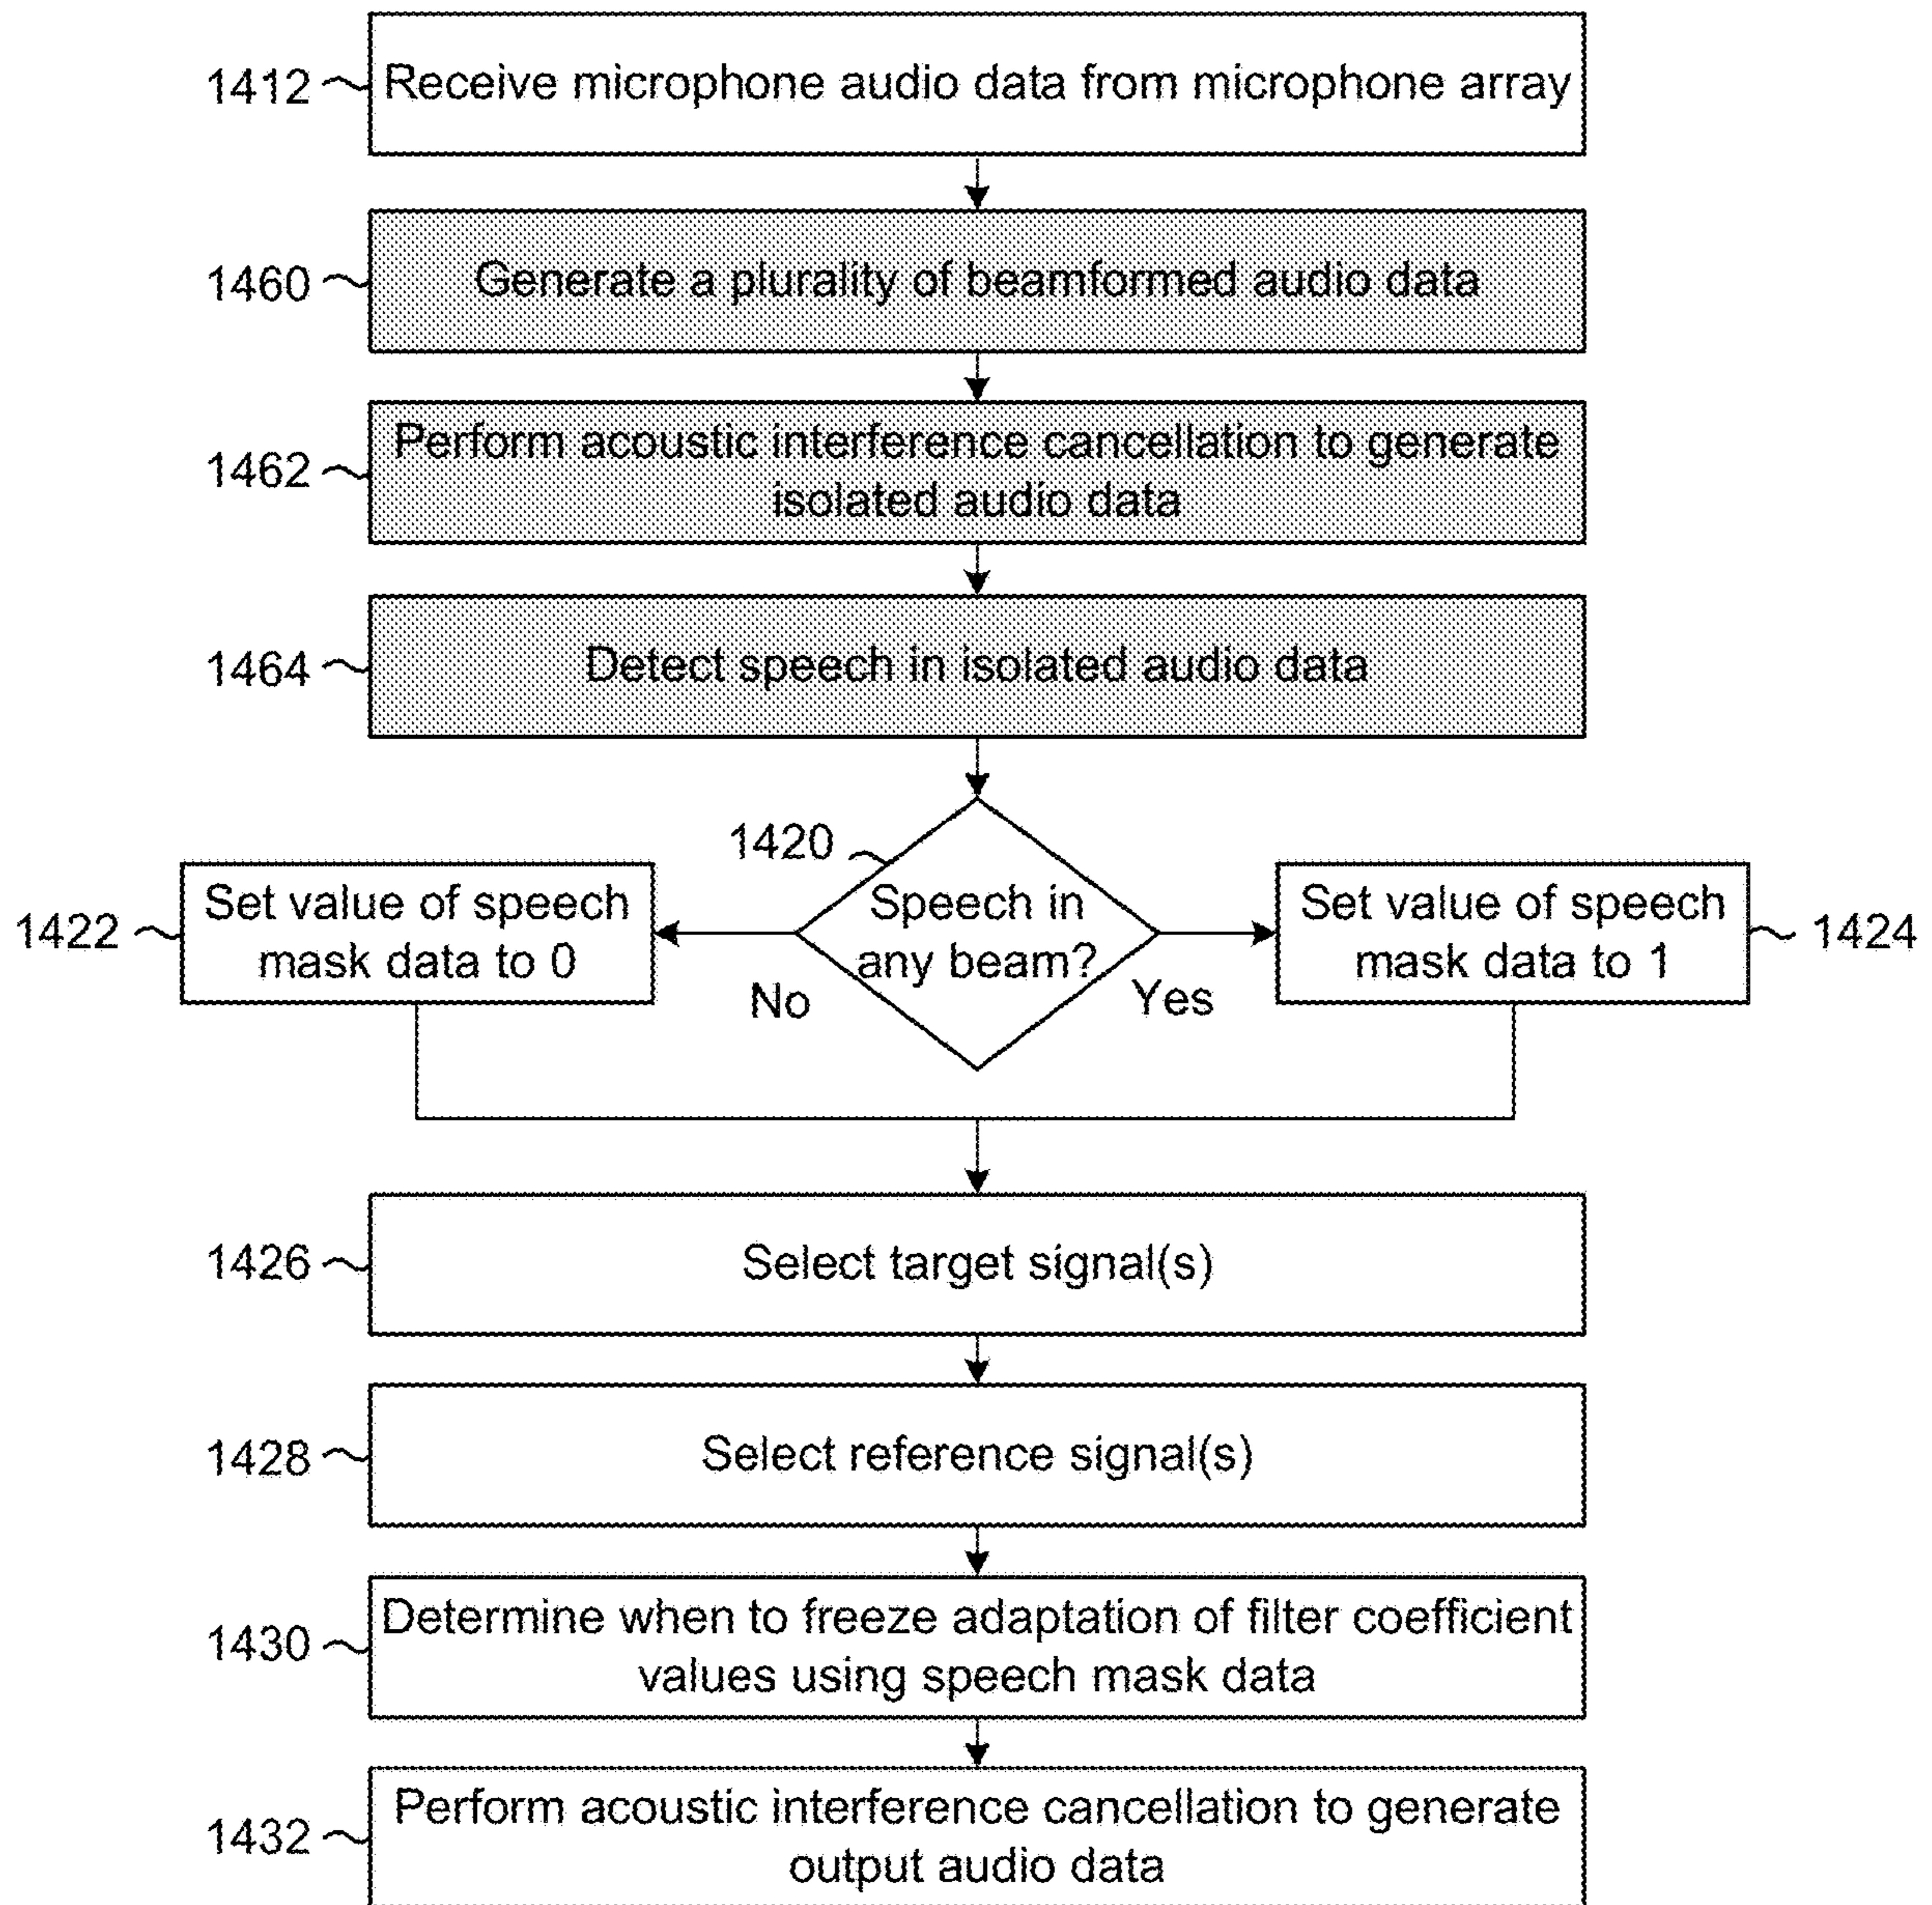 1412
Receive microphone audio data from microphone array
1460
Generate a plurality of beamformed audio data
1462
Perform acoustic interference cancellation to generate
isolated audio data
1464
Detect speech in isolated audio data
1420
Speech in
any beam?
No
Yes
1422
Set value of speech
mask data to 0
Set value of speech
mask data to 1
1424
1426
Select target signal(s)
1428
Select reference signal(s)
1430
Determine when to freeze adaptation of filter coefficient
values using speech mask data
1432
Perform acoustic interference cancellation to generate
output audio data